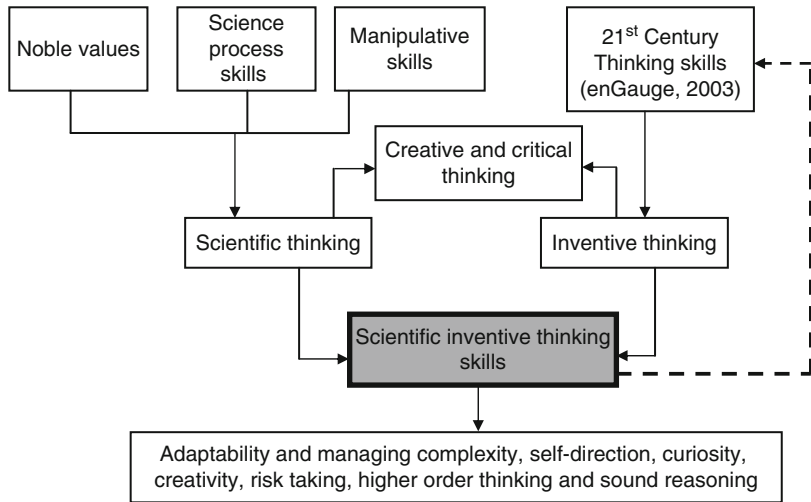 Noble values
Science
process
skills
Manipulative
skills
21st Century
Thinking skills
(enGauge, 2003)
Creative and critical
thinking
Scientific thinking
Inventive thinking
Scientific inventive thinking
skills
Adaptability and managing complexity, self-direction, curiosity,
creativity, risk taking, higher order thinking and sound reasoning